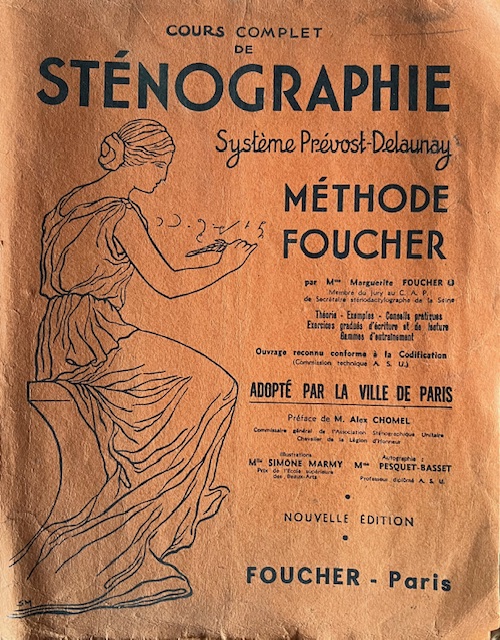 COURS COMPLET
DE
STÉNOGRAPHIE
Système Prévost-Delaunay
MÉTHODE
FOUCHER
par Mme Marguerite FOUCHER
Membre du jury au C. A. P.
de Secrétaire sténodactylographe de la Seine
Théorie - Exemples - Conseils pratiques
Exercices gradués d'écriture et de lecture
Gammes d'entraînement
Ouvrage reconnu conforme à la Codification
(Commission technique A. S. U.)
ADOPTÉ PAR LA VILLE DE PARIS
Préface de M. Alex CHOMEL
Commissaire général de l'Association Sténographique Unitaire
Chevalier de la Légion d'Honneur
Illustrations :
Mlle SIMONE MARMY
Prix de l'École supérieure
des Beaux-Arts
Autographie :
Mme PESQUET-BASSET
Professeur diplômé A. S. U.
NOUVELLE ÉDITION
FOUCHER - Paris
SM